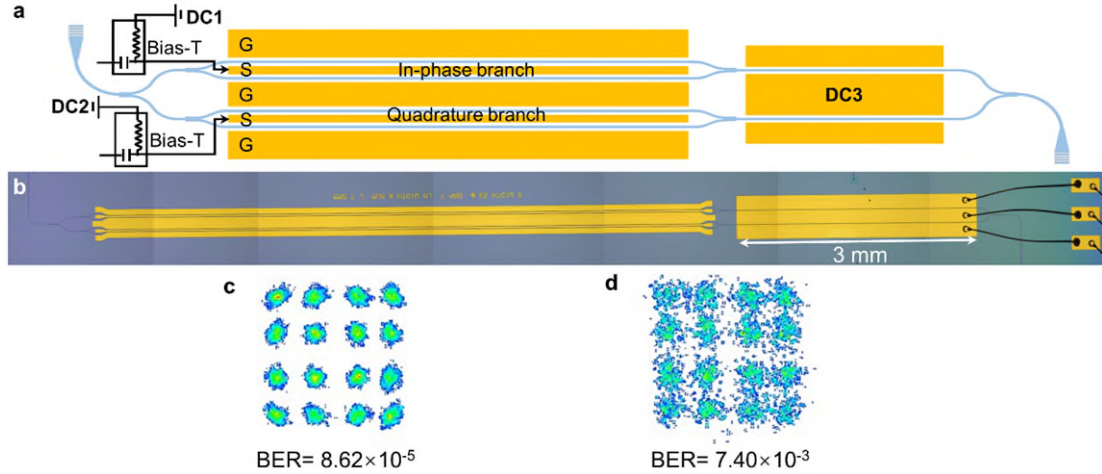 a
DC1
Bias-T
G
S
In-phase branch
G
DC2
S
Quadrature branch
Bias-T
G
DC3
b
3 mm
c
d
BER= 8.62×10-5
BER= 7.40×10-3